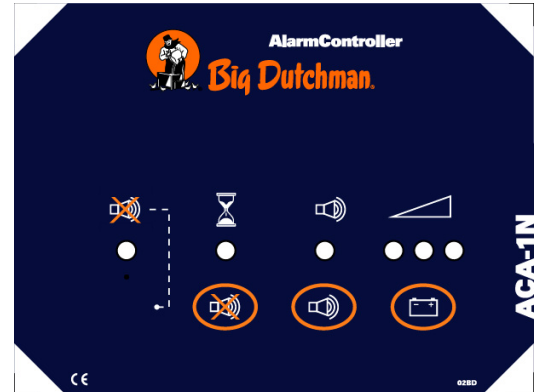 AlarmController
Big Dutchman.
ACA-1N
CE
02BD